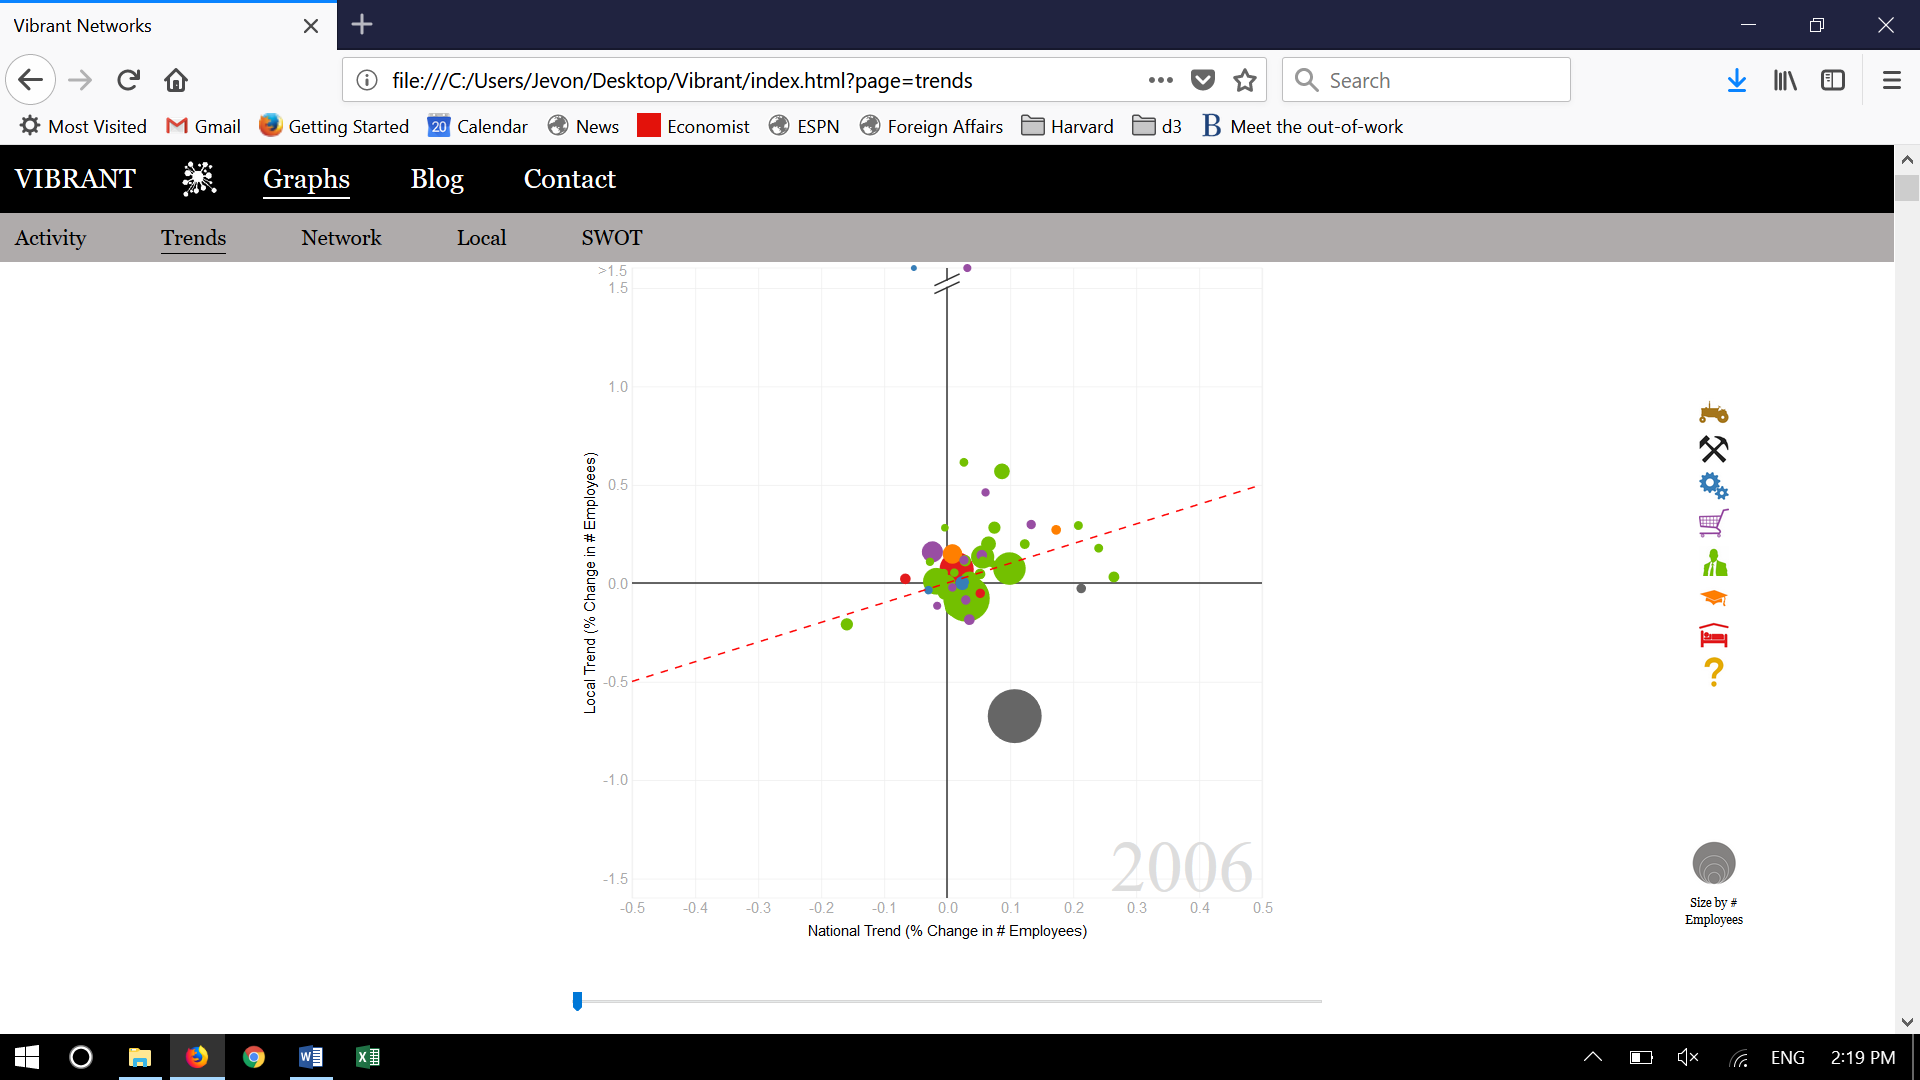 Vibrant Networks
file:///C:/Users/Jevon/Desktop/Vibrant/index.html?page=trends
Search
Most Visited
Gmail
Getting Started
20
Calendar
News
Economist
ESPN
Foreign Affairs
Harvard
d3
B
Meet the out-of-work
VIBRANT
Graphs
Blog
Contact
Activity
Trends
Network
Local
SWOT
>1.5
1.5
1.0
0.5
0.0
-0.5
-1.0
-1.5
Local Trend (% Change in # Employees)
2006
-0.5
-0.4
-0.3
-0.2
-0.1
0.0
0.1
0.2
0.3
0.4
0.5
National Trend (% Change in # Employees)
?
Size by #
Employees
ENG
2:19 PM